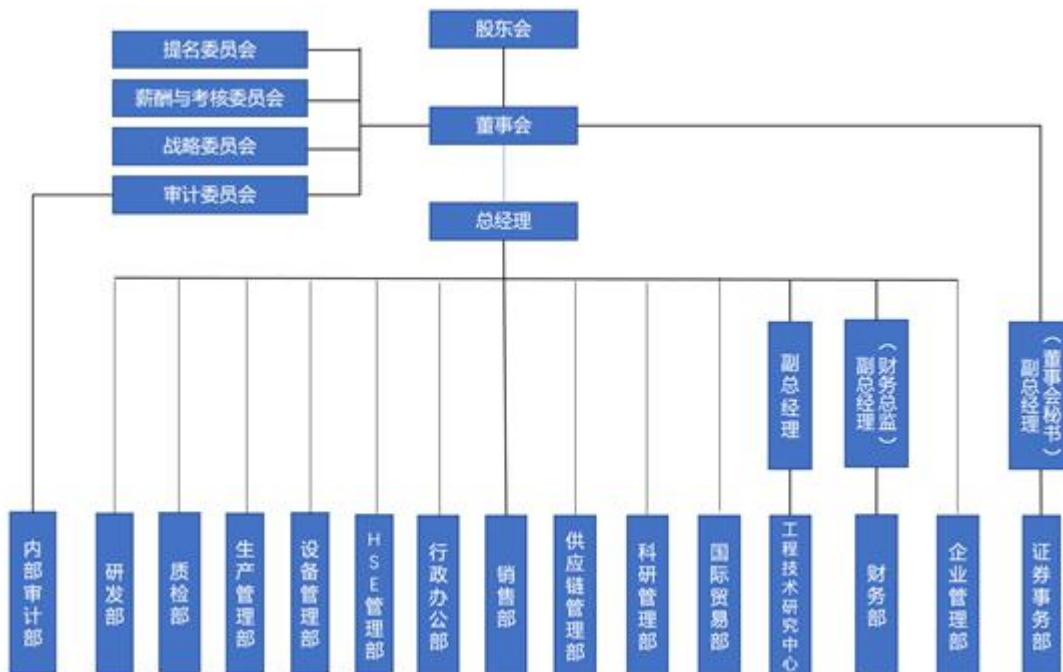 股东会
提名委员会
薪酬与考核委员会
董事会
战略委员会
审计委员会
总经理
副总经理
副总经理
（财务总监）
副总经理
（董事会秘书）
内部审计部
研发部
质检部
生产管理部
设备管理部
HSE管理部
行政办公部
销售部
供应链管理部
科研管理部
国际贸易部
工程技术研究中心
财务部
企业管理部
证券事务部